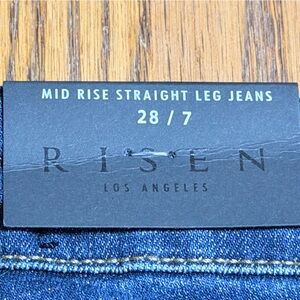 MID RISE STRAIGHT LEG JEANS
28 / 7
RISEN
LOS ANGELES